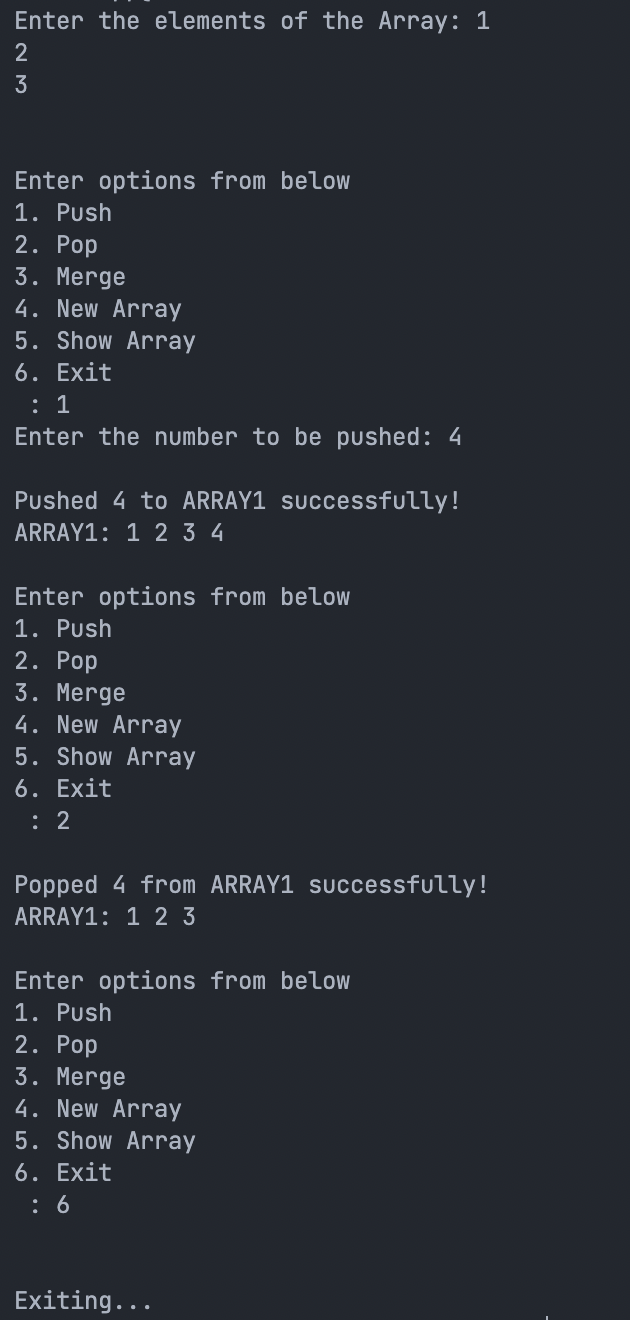 Enter the elements of the Array: 1
2
3
Enter options from below
1. Push
2. Pop
3. Merge
4. New Array
5. Show Array
6. Exit
 : 1
Enter the number to be pushed: 4
Pushed 4 to ARRAY1 successfully!
ARRAY1: 1 2 3 4
Enter options from below
1. Push
2. Pop
3. Merge
4. New Array
5. Show Array
6. Exit
 : 2
Popped 4 from ARRAY1 successfully!
ARRAY1: 1 2 3
Enter options from below
1. Push
2. Pop
3. Merge
4. New Array
5. Show Array
6. Exit
 : 6
Exiting...